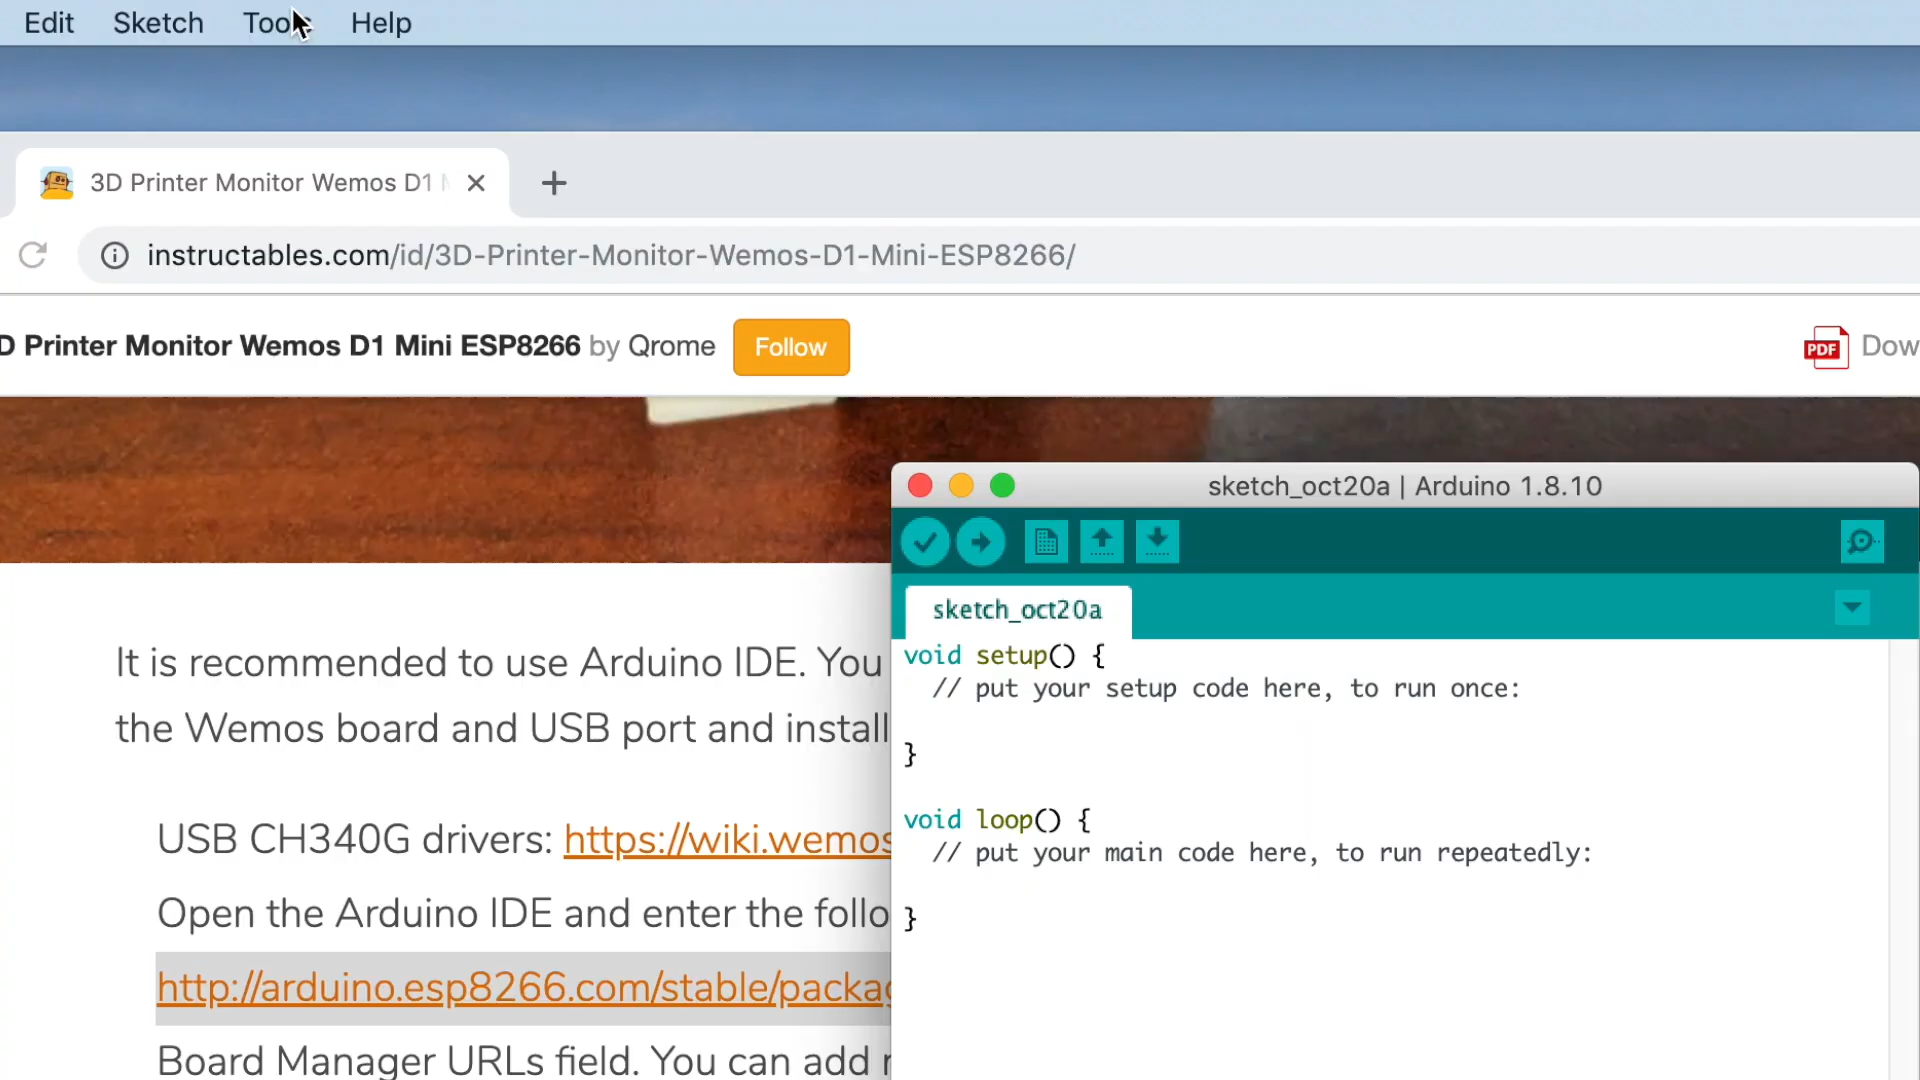 Edit Sketch Tools Help
3D Printer Monitor Wemos D1
instructables.com/id/3D-Printer-Monitor-Wemos-D1-Mini-ESP8266/
D Printer Monitor Wemos D1 Mini ESP8266 by Qrome Follow PDF Dow
sketch_oct20a | Arduino 1.8.10
sketch_oct20a
void setup() {
// put your setup code here, to run once:
}
void loop() {
// put your main code here, to run repeatedly:
}
It is recommended to use Arduino IDE. You
the Wemos board and USB port and install
USB CH340G drivers: https://wiki.wemos
Open the Arduino IDE and enter the follo
http://arduino.esp8266.com/stable/packag
Board Manager URLs field. You can add